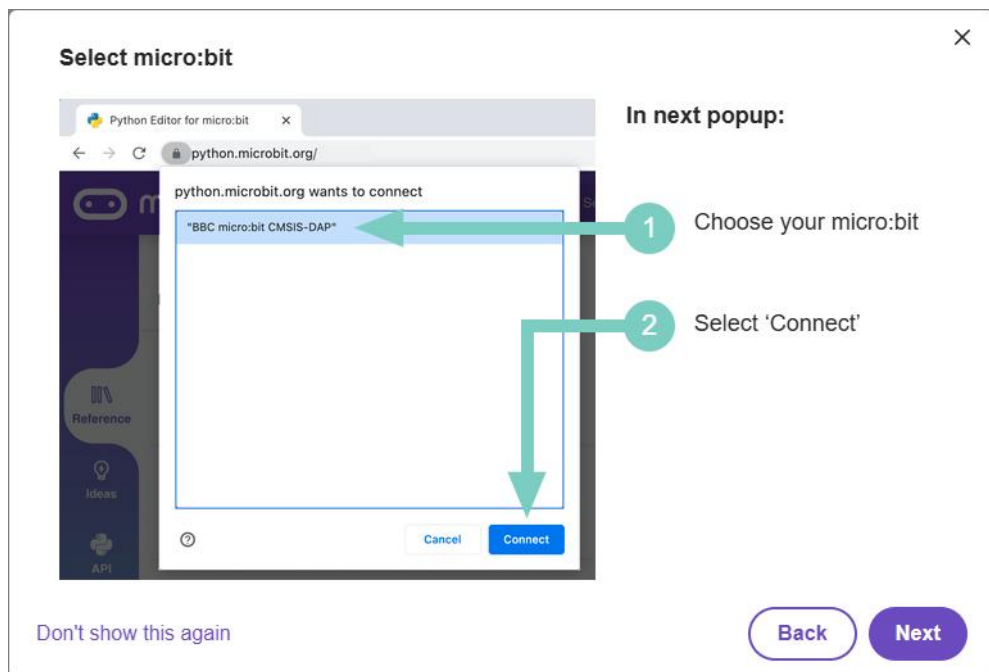 Select micro:bit
Python Editor for micro:bit
python.microbit.org/
In next popup:
python.microbit.org wants to connect
"BBC micro:bit CMSIS-DAP"
1
Choose your micro:bit
2
Select ‘Connect’
Reference
Ideas
API
Cancel
Connect
Don't show this again
Back
Next